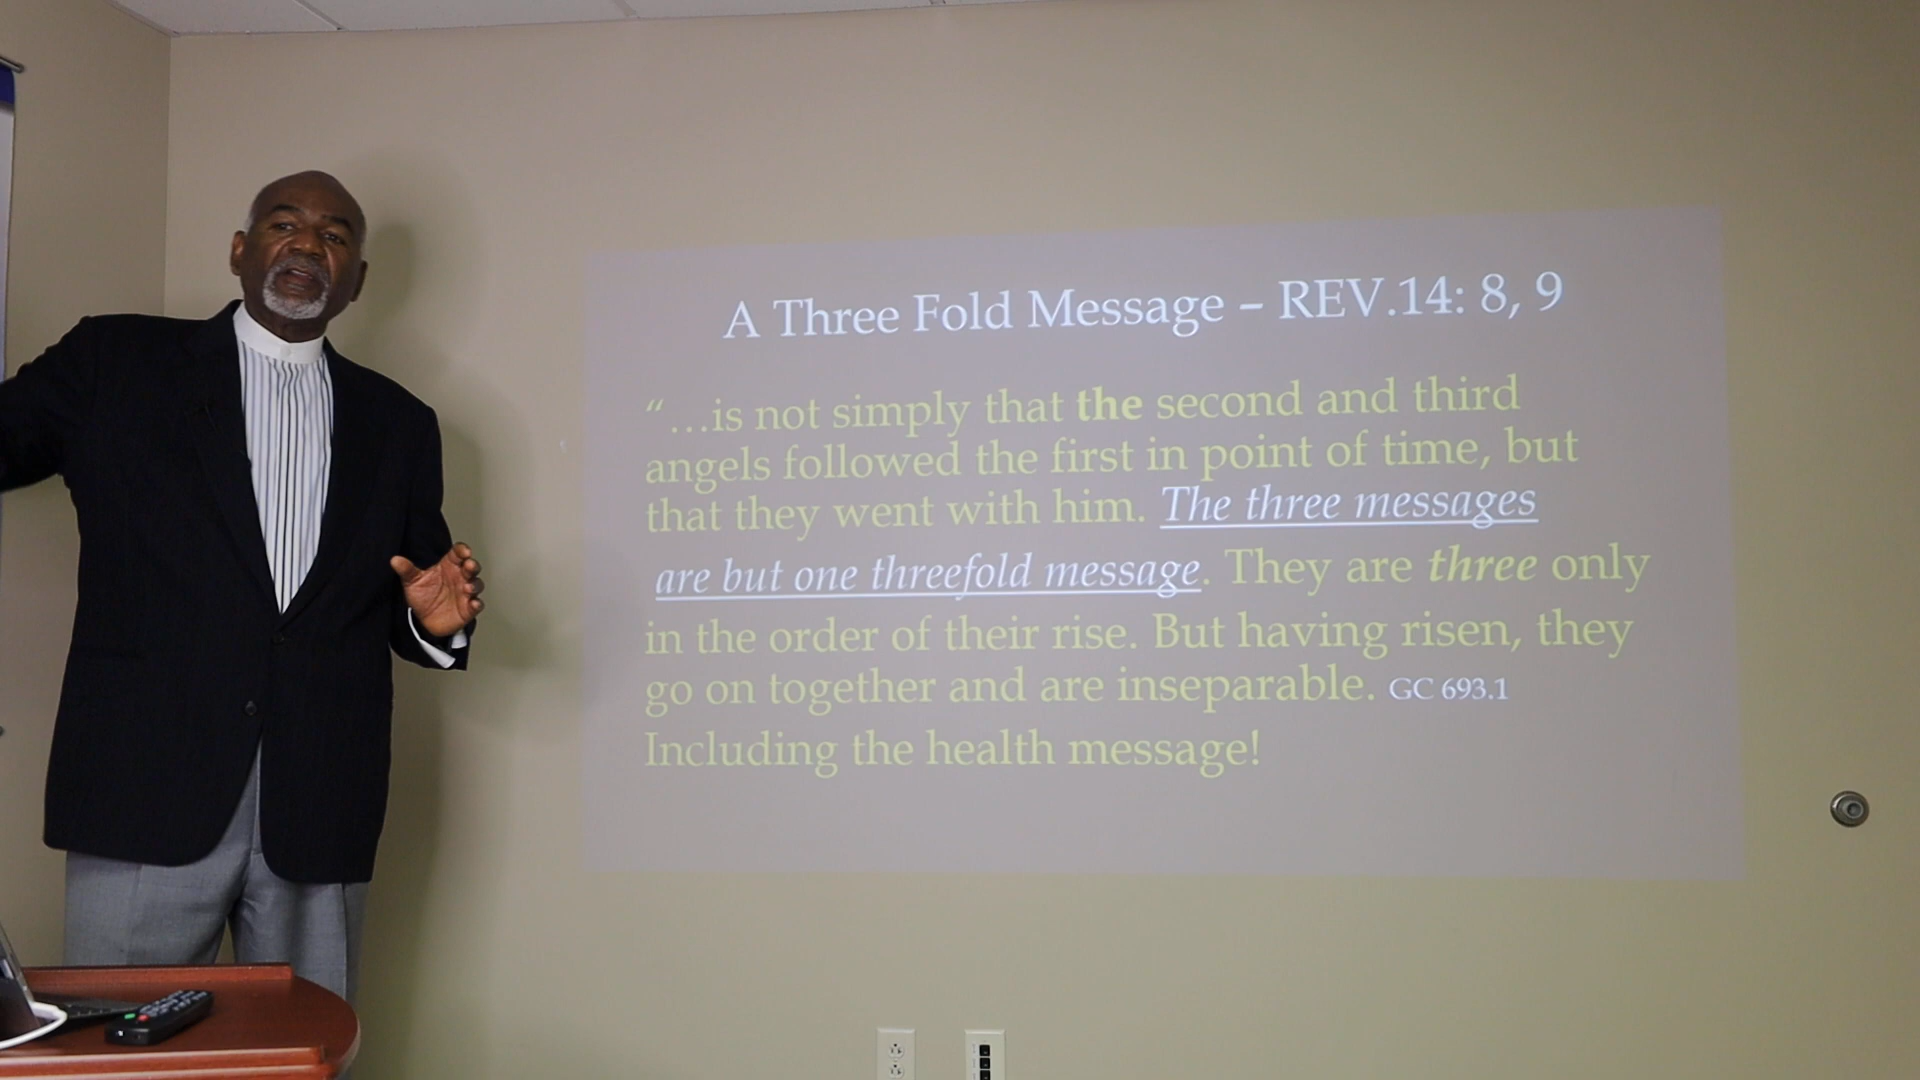 A Three Fold Message – REV.14: 8, 9
“…is not simply that the second and third
angels followed the first in point of time, but
that they went with him. The three messages
are but one threefold message. They are three only
in the order of their rise. But having risen, they
go on together and are inseparable. GC 693.1
Including the health message!